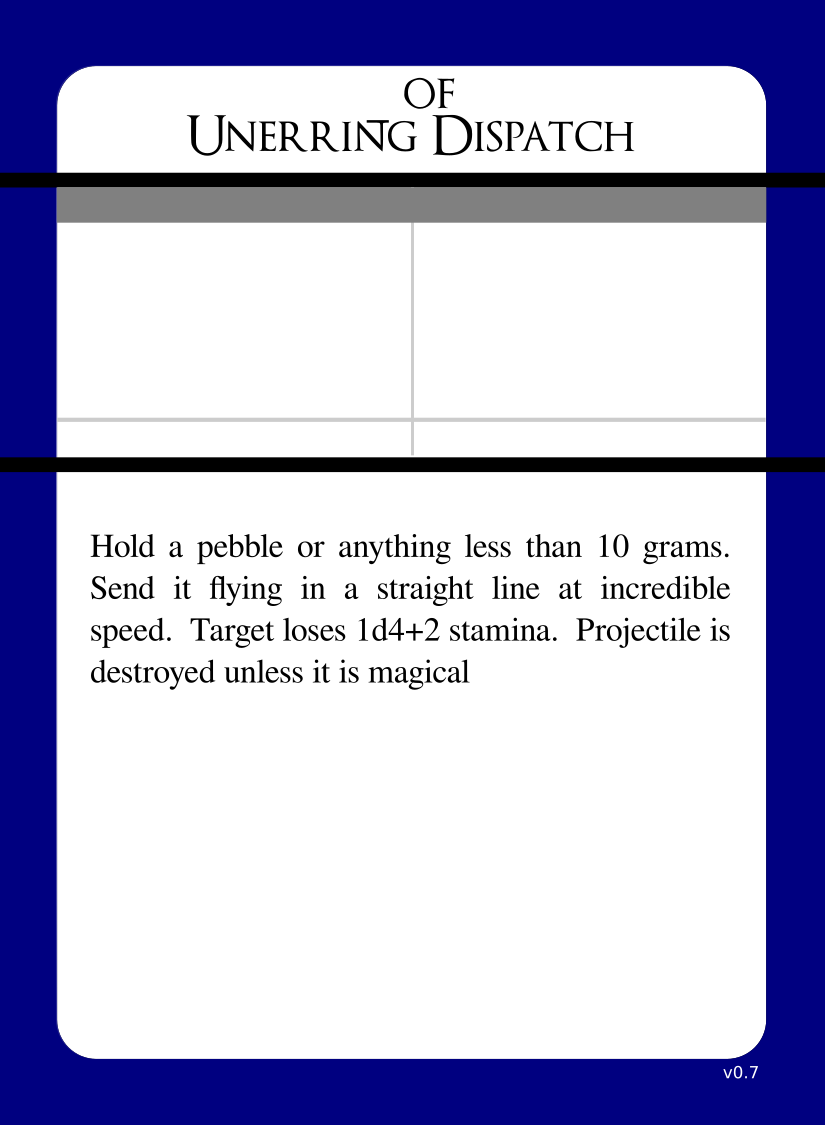 OF
UNERRING DISPATCH
Hold a pebble or anything less than 10 grams.
Send it flying in a straight line at incredible
speed. Target loses 1d4+2 stamina. Projectile is
destroyed unless it is magical
v0.7